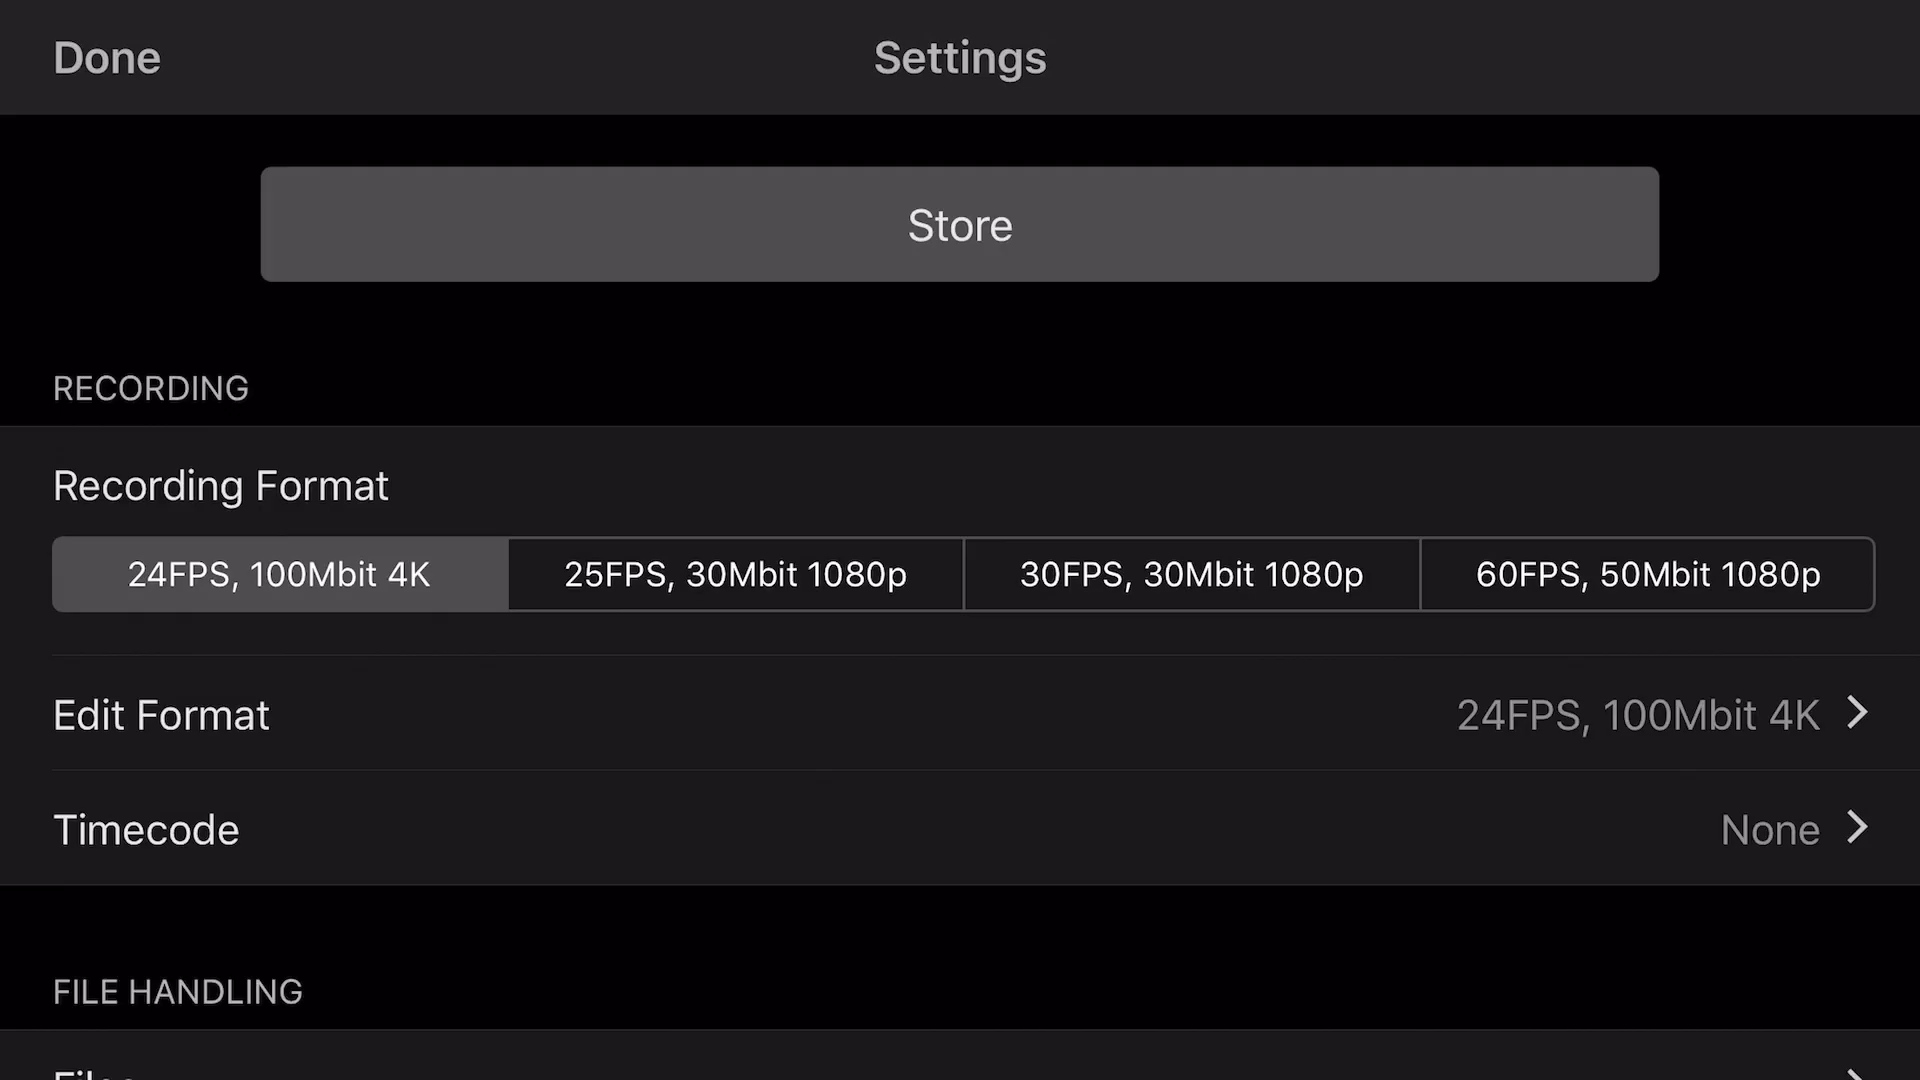 Done
Settings
Store
RECORDING
Recording Format
24FPS, 100Mbit 4K
25FPS, 30Mbit 1080p
30FPS, 30Mbit 1080p
60FPS, 50Mbit 1080p
Edit Format
24FPS, 100Mbit 4K
Timecode
None
FILE HANDLING